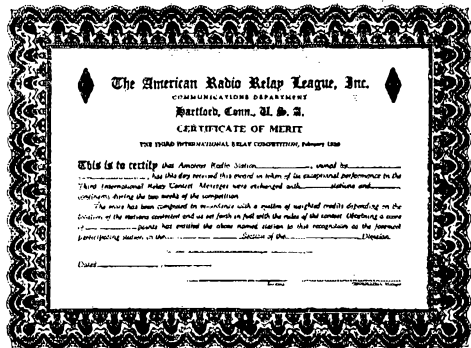 The American Radio Relay League, Inc.
COMMUNICATIONS DEPARTMENT
Hartford, Conn., U. S. A.
CERTIFICATE OF MERIT
THE THIRD INTERNATIONAL RELAY COMPETITION, February
This is to certify that Amateur Radio Station owned by
, has this day received this award in token of its exceptional performance in the
Third International Relay Contest. Messages were exchanged with stations and
continents during the two weeks of the competition.
The score has been computed in accordance with a system of weighted credits depending on the
location of the stations contacted and as set forth in full with the rules of the contest. Obtaining a score
of points has entitled the above named station to this recognition as the foremost
participating station in the Section of the Division.
Dated